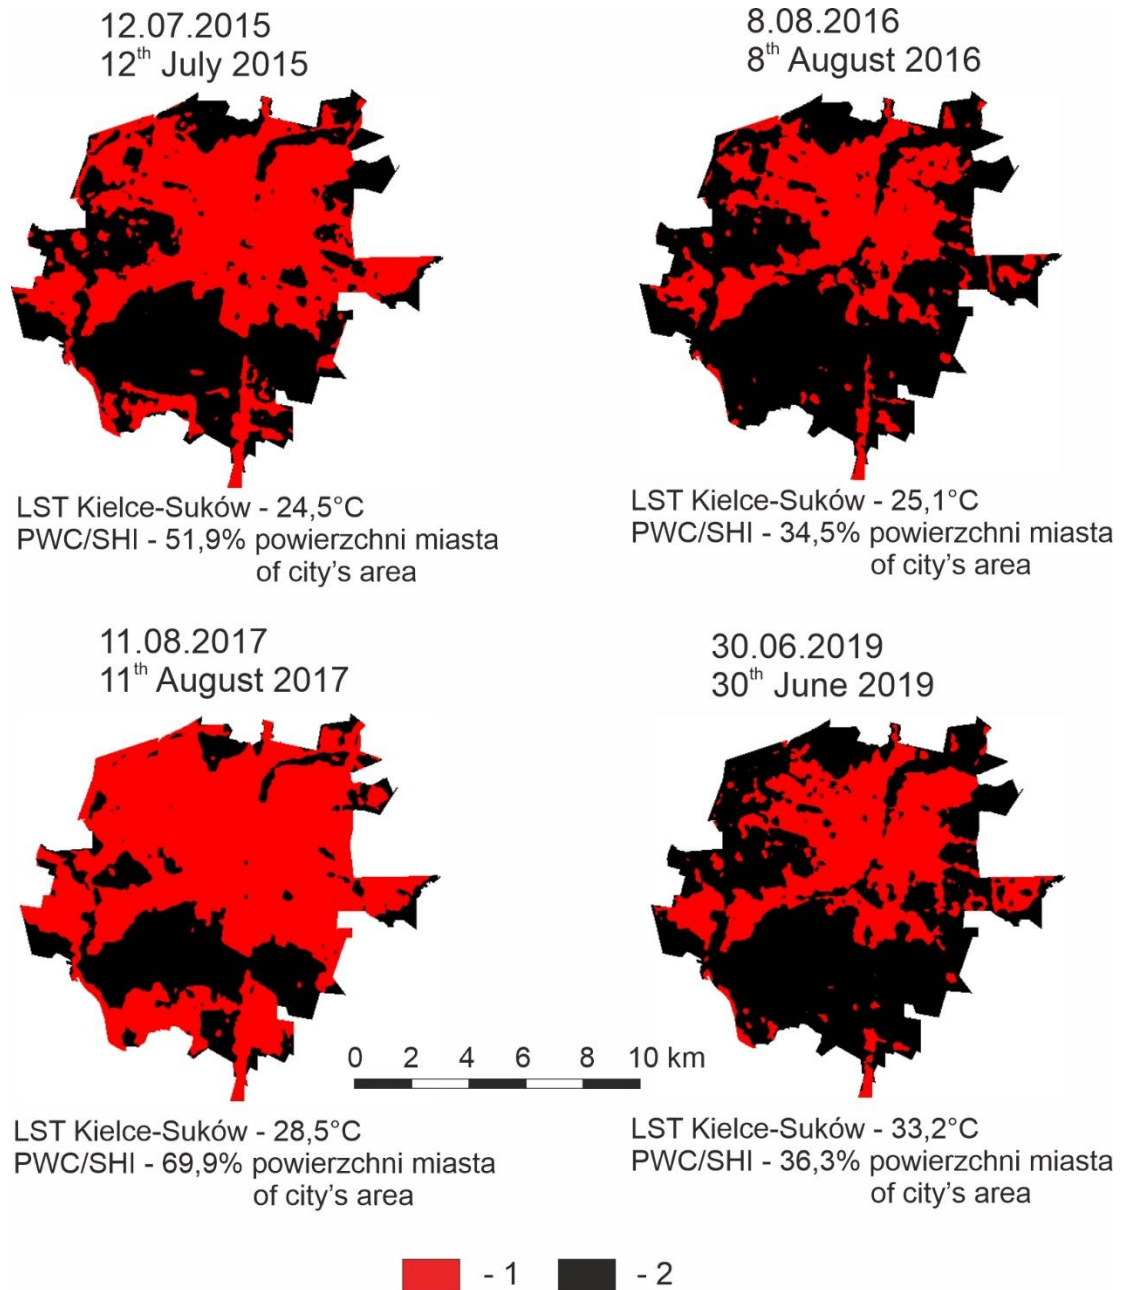 12.07.2015
12th July 2015
8.08.2016
8th August 2016
LST Kielce-Suków - 24,5°C
PWC/SHI - 51,9% powierzchni miasta
of city's area
LST Kielce-Suków - 25,1°C
PWC/SHI - 34,5% powierzchni miasta
of city's area
11.08.2017
11th August 2017
30.06.2019
30th June 2019
0 2 4 6 8 10 km
LST Kielce-Suków - 28,5°C
PWC/SHI - 69,9% powierzchni miasta
of city's area
LST Kielce-Suków - 33,2°C
PWC/SHI - 36,3% powierzchni miasta
of city's area
- 1
- 2